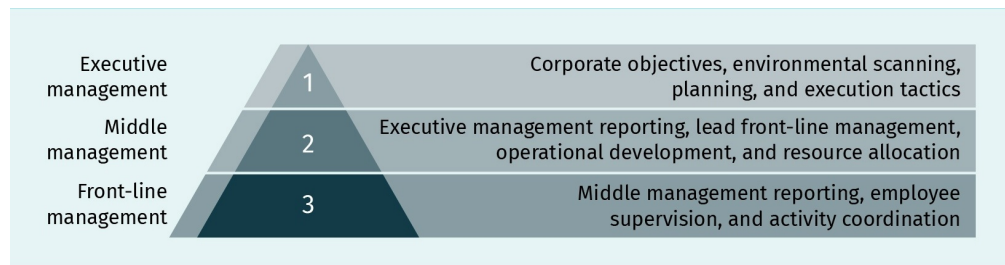 Executive
management
1
Corporate objectives, environmental scanning,
planning, and execution tactics
Middle
management
2
Executive management reporting, lead front-line management,
operational development, and resource allocation
Front-line
management
3
Middle management reporting, employee
supervision, and activity coordination